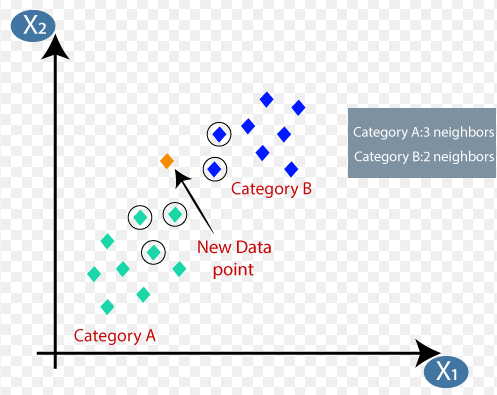 X2
Category A:3 neighbors
Category B:2 neighbors
Category B
New Data
point
Category A
X1